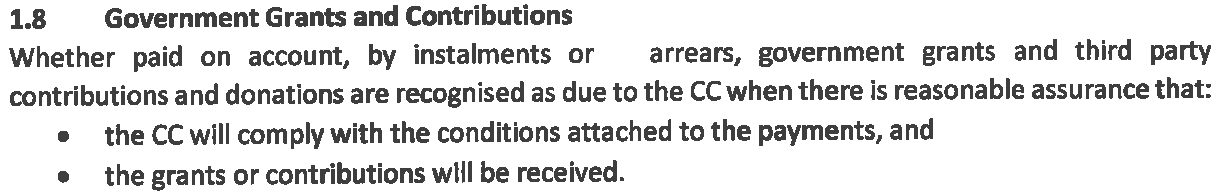 1.8 Government Grants and Contributions
Whether paid on account, by instalments or arrears, government grants and third party
contributions and donations are recognised as due to the CC when there is reasonable assurance that:
• the CC will comply with the conditions attached to the payments, and
• the grants or contributions will be received.